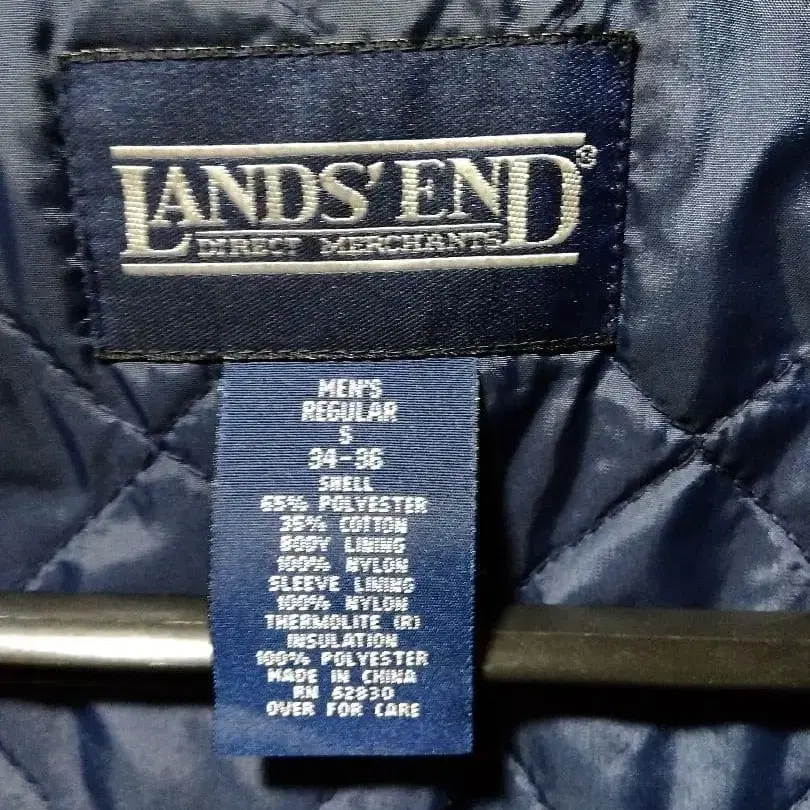 LANDS' END®
DIRECT MERCHANTS
MEN'S
REGULAR
S
34-36
SHELL
65% POLYESTER
35% COTTON
BODY LINING
100% NYLON
SLEEVE LINING
100% NYLON
THERMOLITE (R)
INSULATION
100% POLYESTER
MADE IN CHINA
RN 62830
OVER FOR CARE